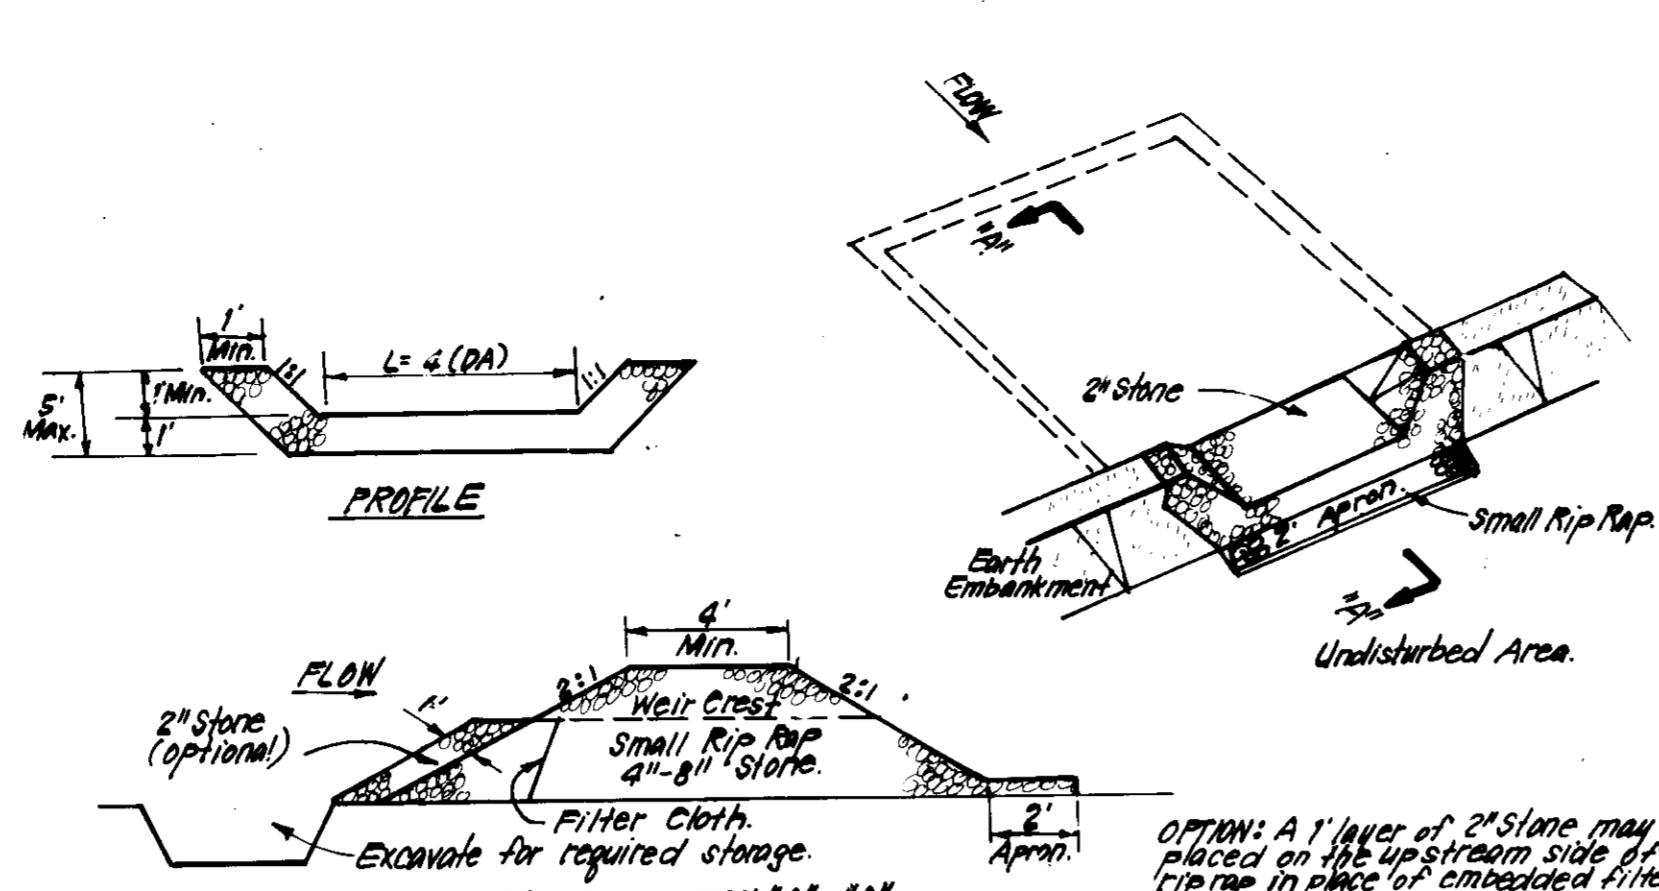 FLOW
"A"
1'
Min.
1:1
L= 4 (DA)
1:1
1' Min.
5'
MAX.
1'
PROFILE
2" Stone
2' Apron.
Small Rip Rap.
Earth
Embankment
"A"
Undisturbed Area.
4'
Min.
FLOW
2:1
2:1
1'
Weir Crest
2" Stone
(optional)
Small Rip Rap
4"-8" Stone.
Filter Cloth.
Excavate for required storage.
2'
Apron.
OPTION: A 1' layer of 2" Stone may
placed on the upstream side of
riprap in place of embedded filte
"A"-"A"